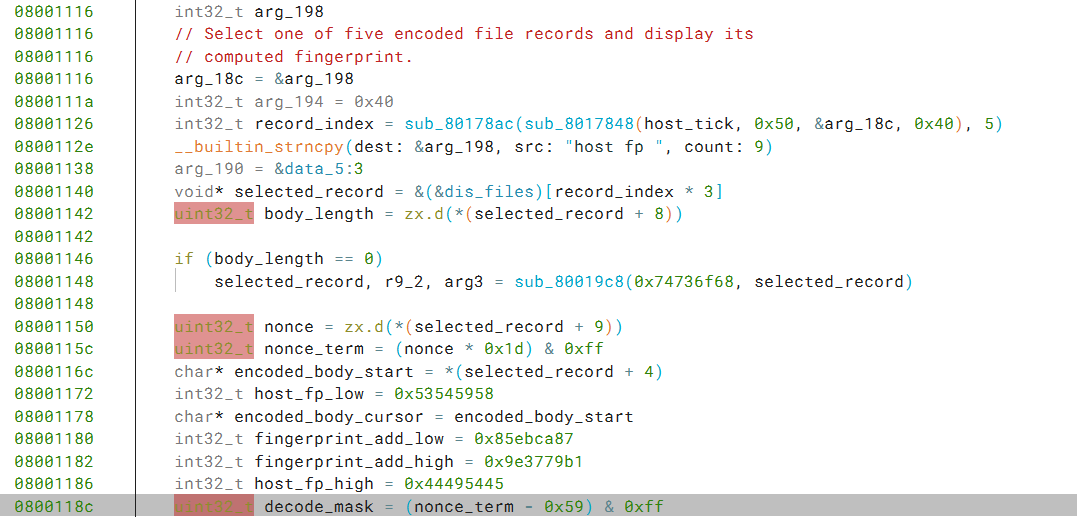 08001116 int32_t arg_198
08001116 // Select one of five encoded file records and display its
08001116 // computed fingerprint.
08001116 arg_18c = &arg_198
0800111a int32_t arg_194 = 0x40
08001126 int32_t record_index = sub_80178ac(sub_8017848(host_tick, 0x50, &arg_18c, 0x40), 5)
0800112e __builtin_strncpy(dest: &arg_198, src: "host fp ", count: 9)
08001138 arg_190 = &data_5:3
08001140 void* selected_record = &(&dis_files)[record_index * 3]
08001142 uint32_t body_length = zx.d(*(selected_record + 8))
08001142
08001146 if (body_length == 0)
08001148 selected_record, r9_2, arg3 = sub_80019c8(0x74736f68, selected_record)
08001148
08001150 uint32_t nonce = zx.d(*(selected_record + 9))
0800115c uint32_t nonce_term = (nonce * 0x1d) & 0xff
0800116c char* encoded_body_start = *(selected_record + 4)
08001172 int32_t host_fp_low = 0x53545958
08001178 char* encoded_body_cursor = encoded_body_start
08001180 int32_t fingerprint_add_low = 0x85ebca87
08001182 int32_t fingerprint_add_high = 0x9e3779b1
08001186 int32_t host_fp_high = 0x44495445
0800118c uint32_t decode_mask = (nonce_term - 0x59) & 0xff